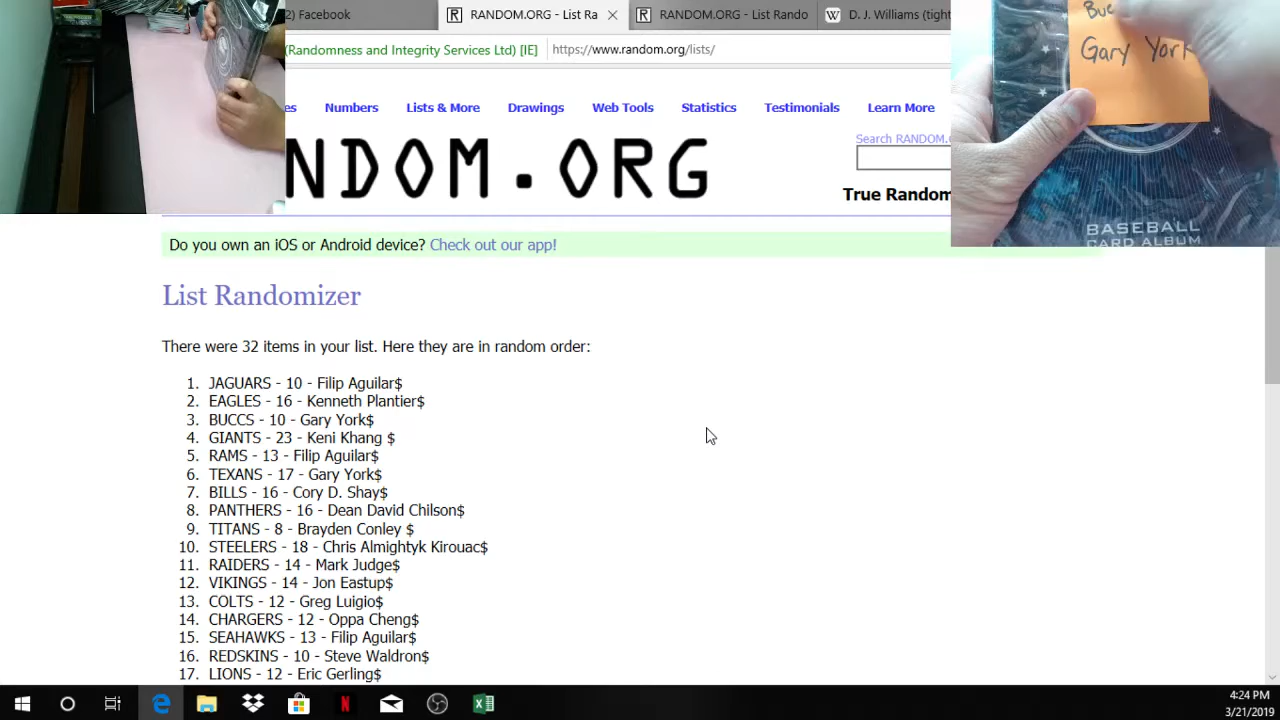 2) Facebook
RANDOM.ORG - List Ra
RANDOM.ORG - List Rando
D. J. Williams (tight
(Randomness and Integrity Services Ltd) [IE]
https://www.random.org/lists/
Numbers
Lists & More
Drawings
Web Tools
Statistics
Testimonials
Learn More
NDOM.ORG
Search RANDOM.
True Random
Gary York
BASEBALL
CARD ALBUM
Do you own an iOS or Android device? Check out our app!
List Randomizer
There were 32 items in your list. Here they are in random order:
1. JAGUARS - 10 - Filip Aguilar$
2. EAGLES - 16 - Kenneth Plantier$
3. BUCCS - 10 - Gary York$
4. GIANTS - 23 - Keni Khang $
5. RAMS - 13 - Filip Aguilar$
6. TEXANS - 17 - Gary York$
7. BILLS - 16 - Cory D. Shay$
8. PANTHERS - 16 - Dean David Chilson$
9. TITANS - 8 - Brayden Conley $
10. STEELERS - 18 - Chris Almightyk Kirouac$
11. RAIDERS - 14 - Mark Judge$
12. VIKINGS - 14 - Jon Eastup$
13. COLTS - 12 - Greg Luigio$
14. CHARGERS - 12 - Oppa Cheng$
15. SEAHAWKS - 13 - Filip Aguilar$
16. REDSKINS - 10 - Steve Waldron$
17. LIONS - 12 - Eric Gerling$
4:24 PM
3/21/2019